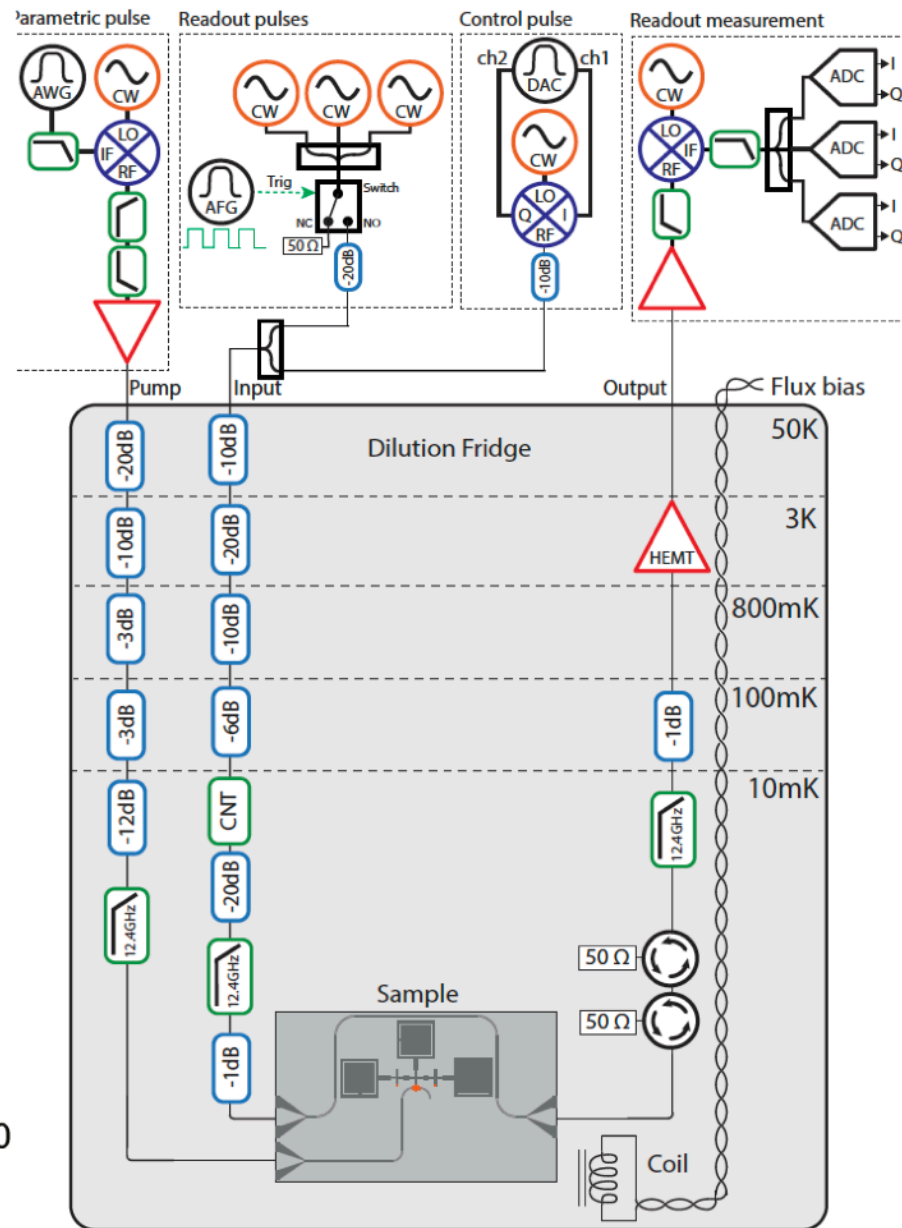 Parametric pulse
AWG
CW
LO
IF
RF
Readout pulses
CW
CW
CW
AFG
Trig
Switch
NC
NO
50 Ω
-20dB
Control pulse
ch2
ch1
DAC
CW
LO
Q
I
RF
-10dB
Readout measurement
CW
LO
IF
RF
ADC
I
Q
ADC
I
Q
ADC
I
Q
Pump
Input
Output
Flux bias
Dilution Fridge
50K
-20dB
-10dB
3K
-10dB
-20dB
HEMT
800mK
-3dB
-10dB
100mK
-3dB
-6dB
-1dB
10mK
-12dB
CNT
12.4GHz
-20dB
12.4GHz
12.4GHz
50 Ω
50 Ω
-1dB
Sample
Coil
0